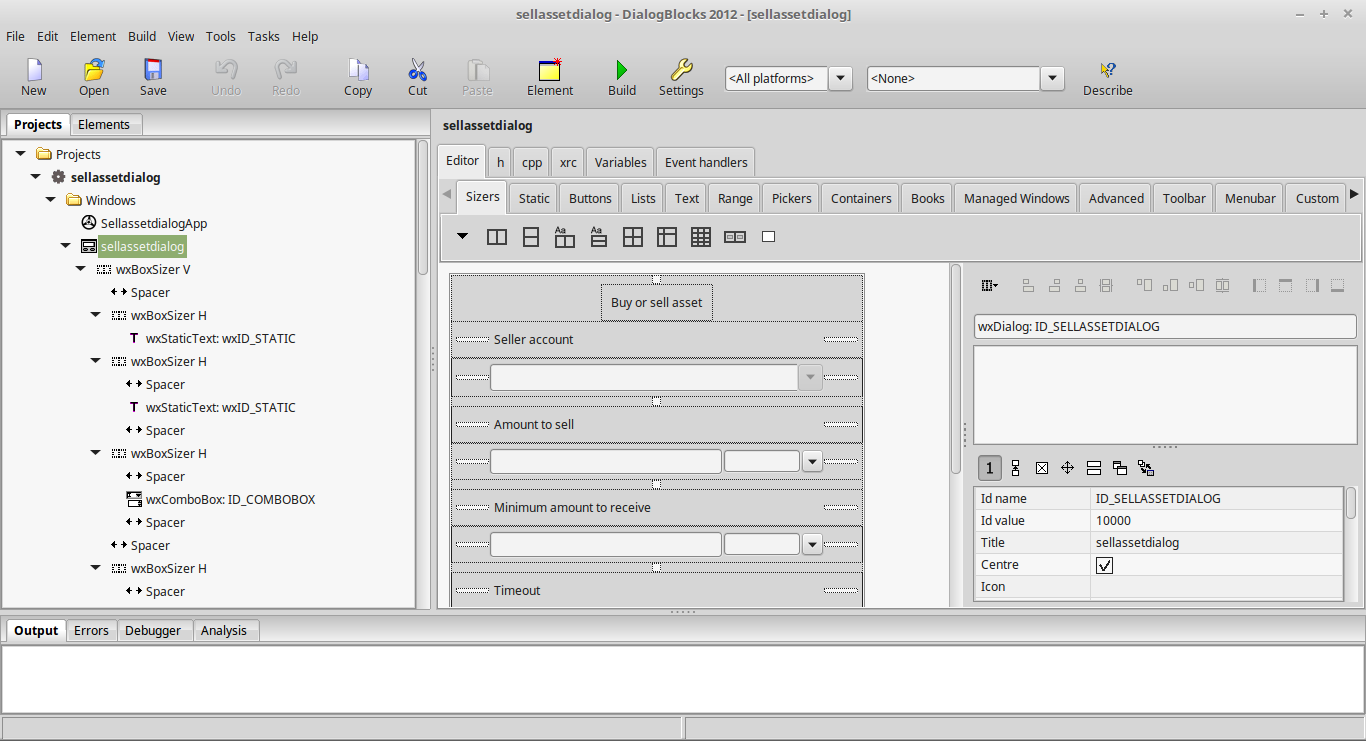 sellassetdialog - DialogBlocks 2012 - [sellassetdialog]
File Edit Element Build View Tools Tasks Help
New Open Save Undo Redo Copy Cut Paste Element Build Settings <All platforms> <None> Describe
Projects Elements
Projects
sellassetdialog
Windows
SellassetdialogApp
sellassetdialog
wxBoxSizer V
Spacer
wxBoxSizer H
T wxStaticText: wxID_STATIC
wxBoxSizer H
Spacer
T wxStaticText: wxID_STATIC
Spacer
wxBoxSizer H
Spacer
wxComboBox: ID_COMBOBOX
Spacer
Spacer
wxBoxSizer H
Spacer
sellassetdialog
Editor h cpp xrc Variables Event handlers
Sizers Static Buttons Lists Text Range Pickers Containers Books Managed Windows Advanced Toolbar Menubar Custom
Aa Aa
Buy or sell asset
Seller account
Amount to sell
Minimum amount to receive
Timeout
wxDialog: ID_SELLASSETDIALOG
1
Id name ID_SELLASSETDIALOG
Id value 10000
Title sellassetdialog
Centre
Icon
Output Errors Debugger Analysis